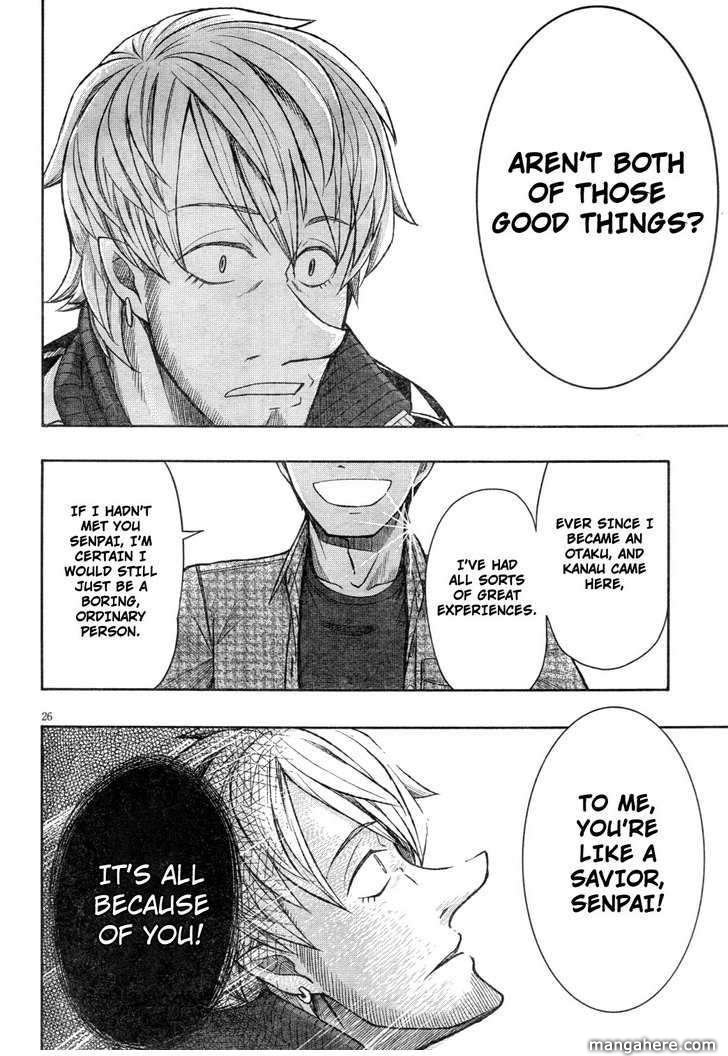 AREN'T BOTH
OF THOSE
GOOD THINGS?
EVER SINCE I
BECAME AN
OTAKU, AND
KANAU CAME
HERE,
I'VE HAD
ALL SORTS
OF GREAT
EXPERIENCES.
IF I HADN'T
MET YOU
SENPAI, I'M
CERTAIN I
WOULD STILL
JUST BE A
BORING,
ORDINARY
PERSON.
26
TO ME,
YOU'RE
LIKE A
SAVIOR,
SENPAI!
IT'S ALL
BECAUSE
OF YOU!
mangahere.com